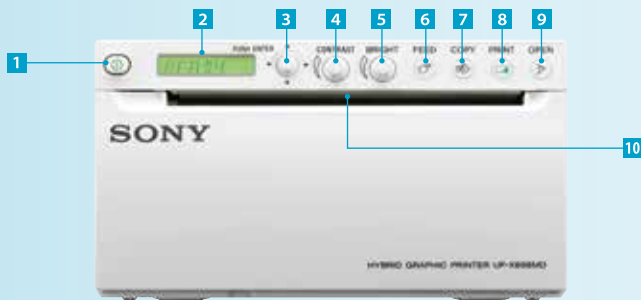 2 3 4 5 6 7 8 9
1
PUSH ENTER CONTRAST BRIGHT FEED COPY PRINT OPEN
READY
SONY
10
HYBRID GRAPHIC PRINTER UP-X898MD